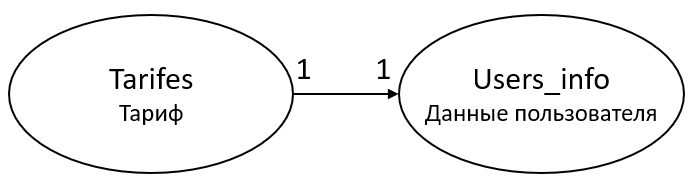 Tarifes
Тариф
1
1
Users_info
Данные пользователя